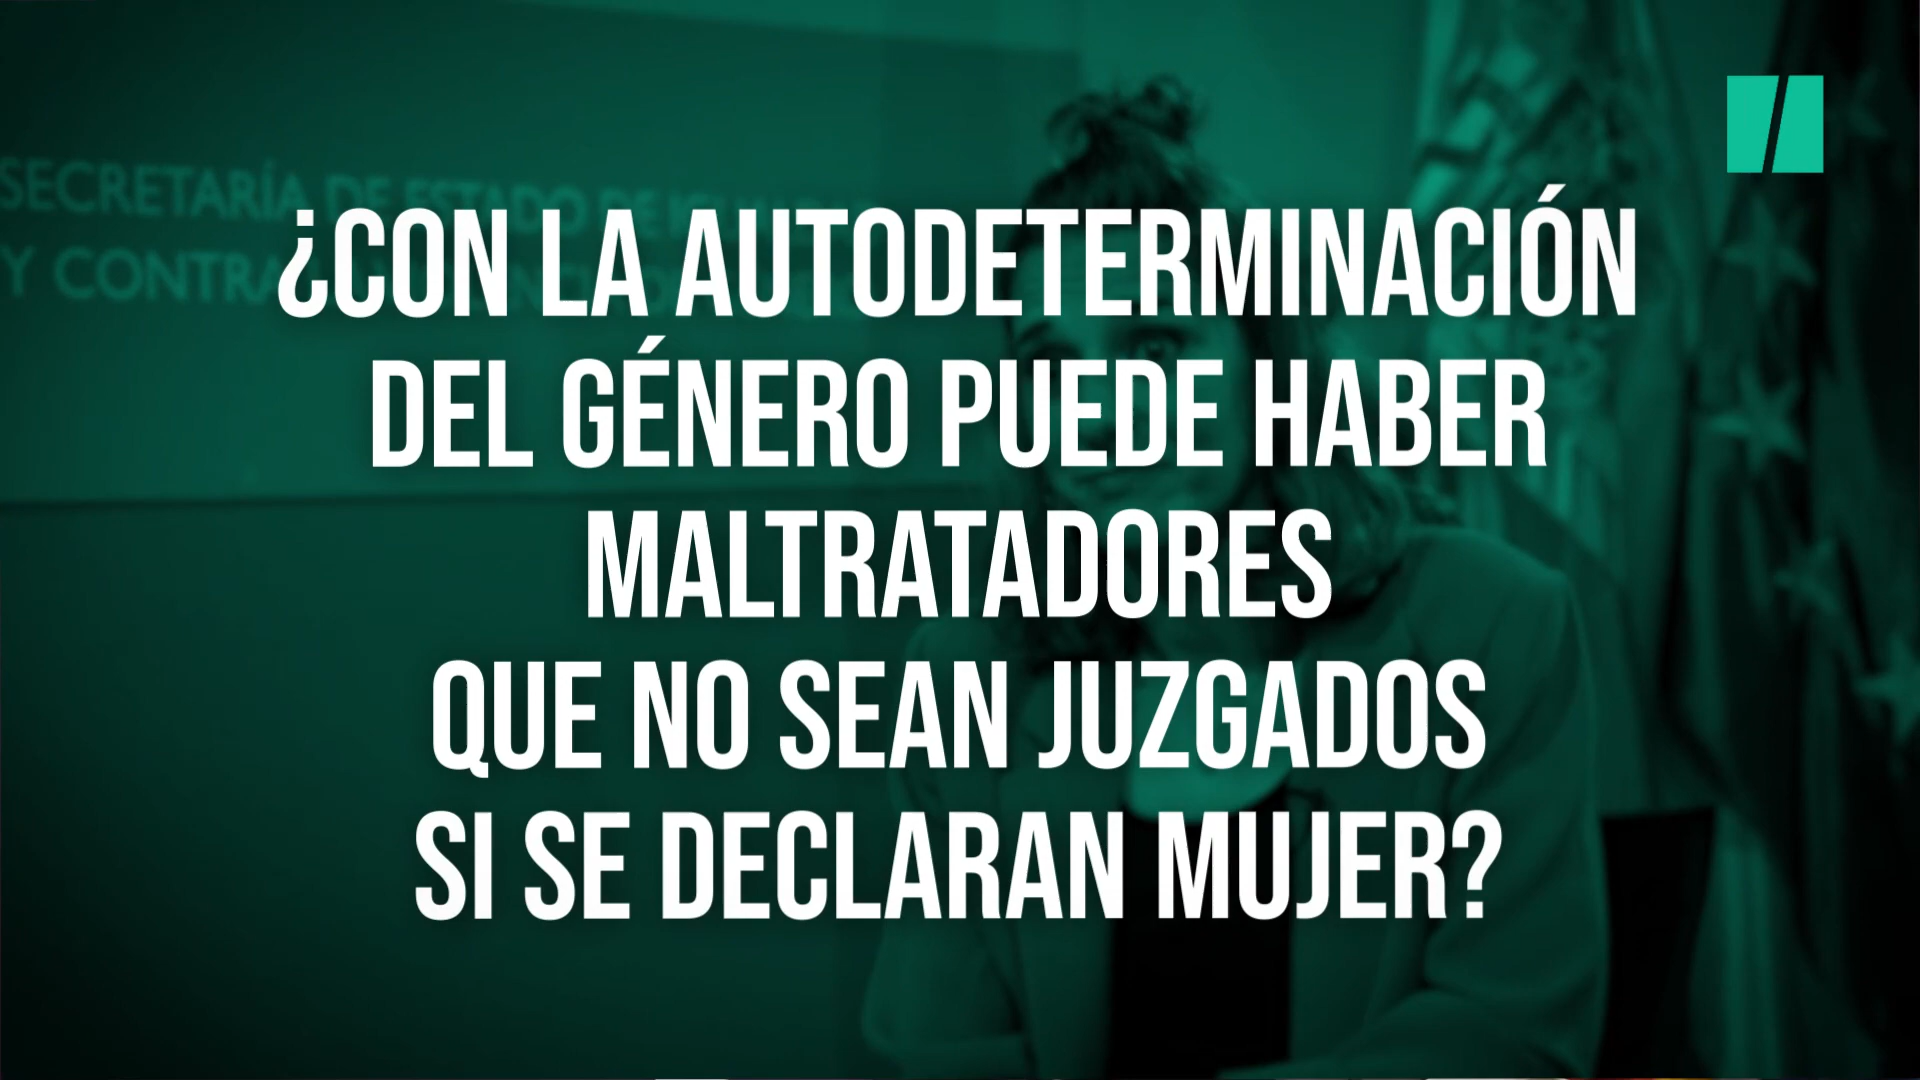 SECRETARÍA DE ESTADO DE
Y CONTRA
¿CON LA AUTODETERMINACIÓN
DEL GÉNERO PUEDE HABER
MALTRATADORES
QUE NO SEAN JUZGADOS
SI SE DECLARAN MUJER?